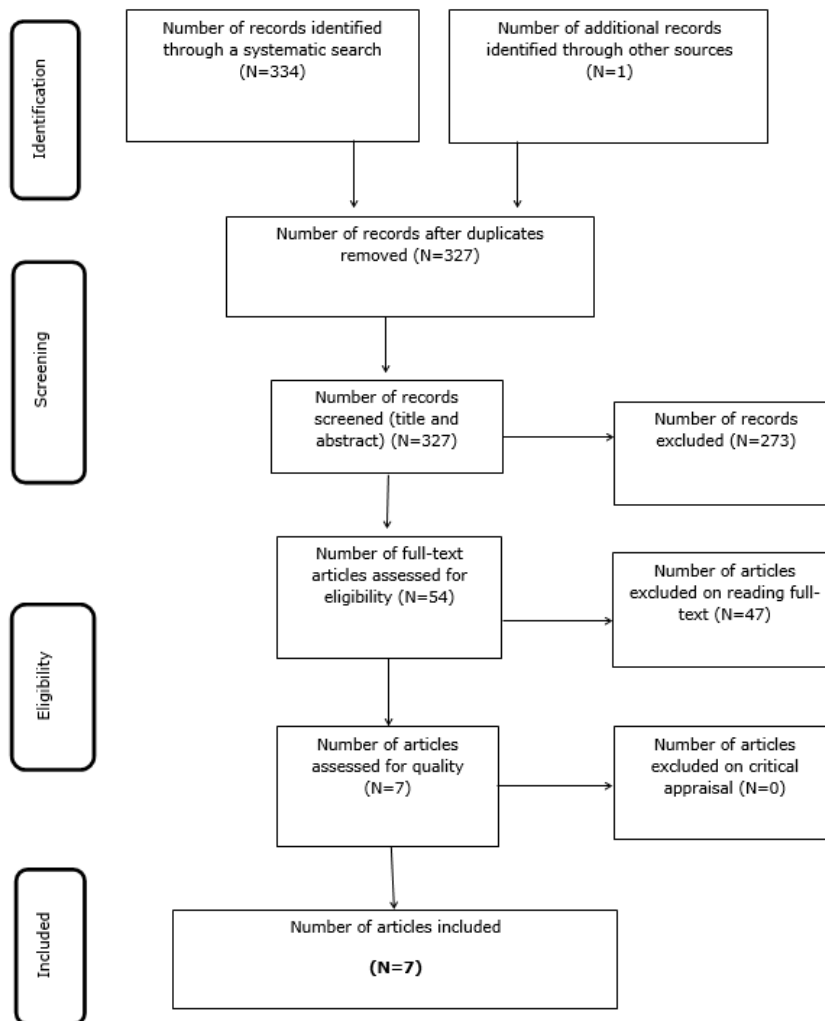 Identification
Number of records identified
through a systematic search
(N=334)
Number of additional records
identified through other sources
(N=1)
Number of records after duplicates
removed (N=327)
Screening
Number of records
screened (title and
abstract) (N=327)
Number of records
excluded (N=273)
Eligibility
Number of full-text
articles assessed for
eligibility (N=54)
Number of articles
excluded on reading full-
text (N=47)
Number of articles
assessed for quality
(N=7)
Number of articles
excluded on critical
appraisal (N=0)
Included
Number of articles included
(N=7)